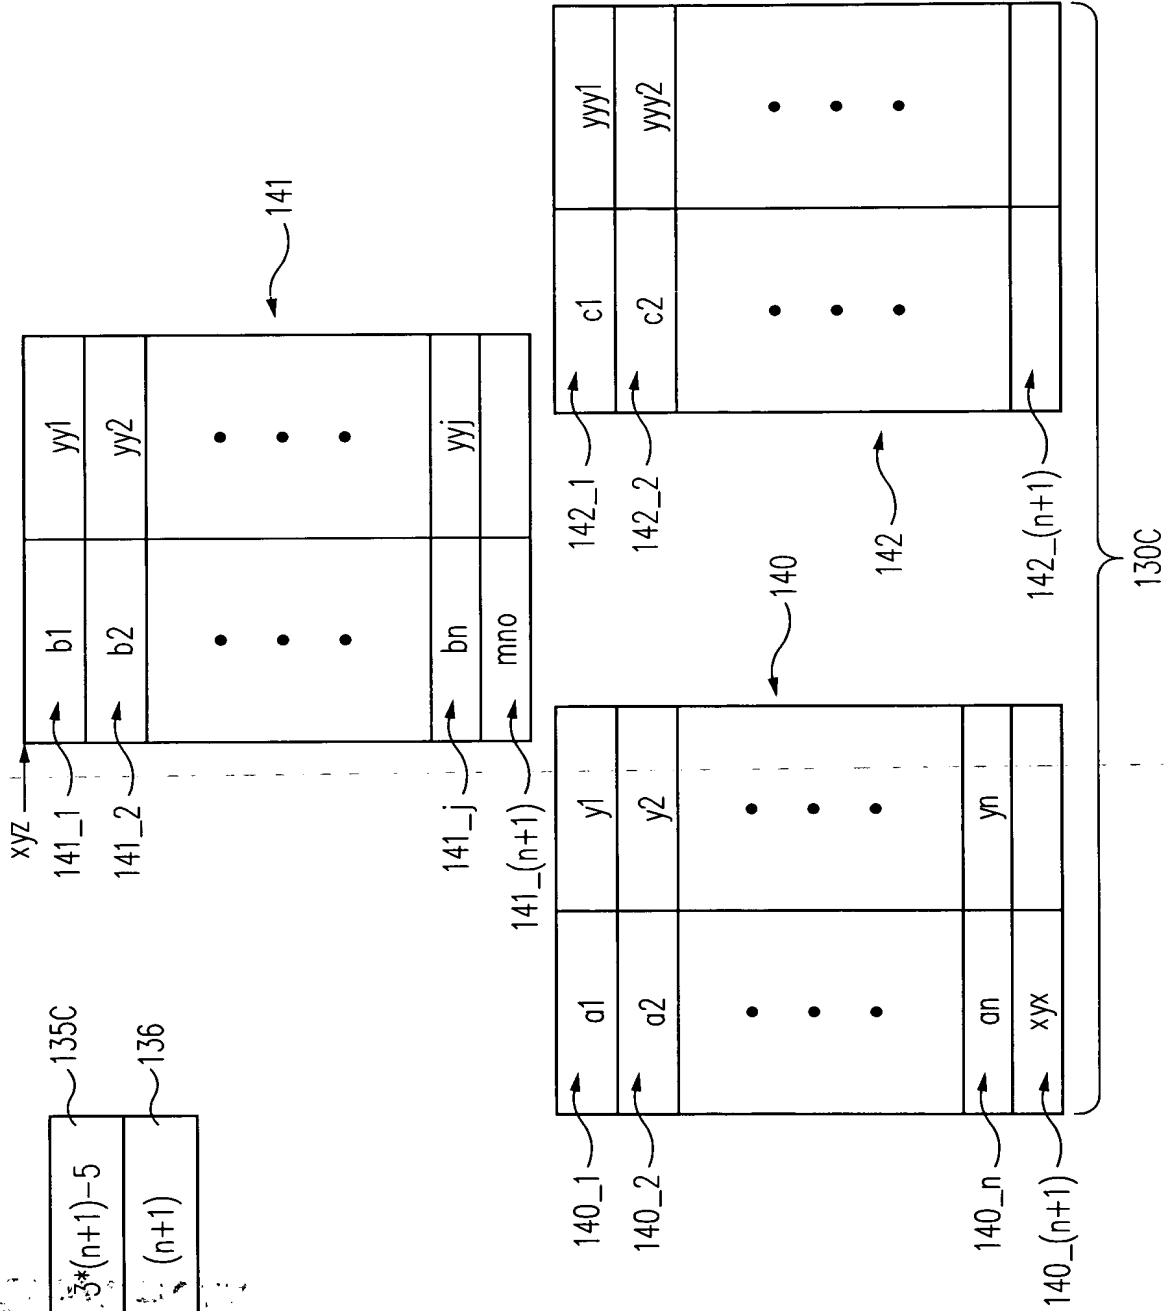 3*(n+1)-5 135C
(n+1) 136
xyz
141_1 b1 yy1
141_2 b2 yy2
141
141_j bn yyj
141_(n+1) mno
140_1 a1 y1
140_2 a2 y2
140
140_n an yn
140_(n+1) xyx
142_1 c1 yyy1
142_2 c2 yyy2
142
142_(n+1)
130C